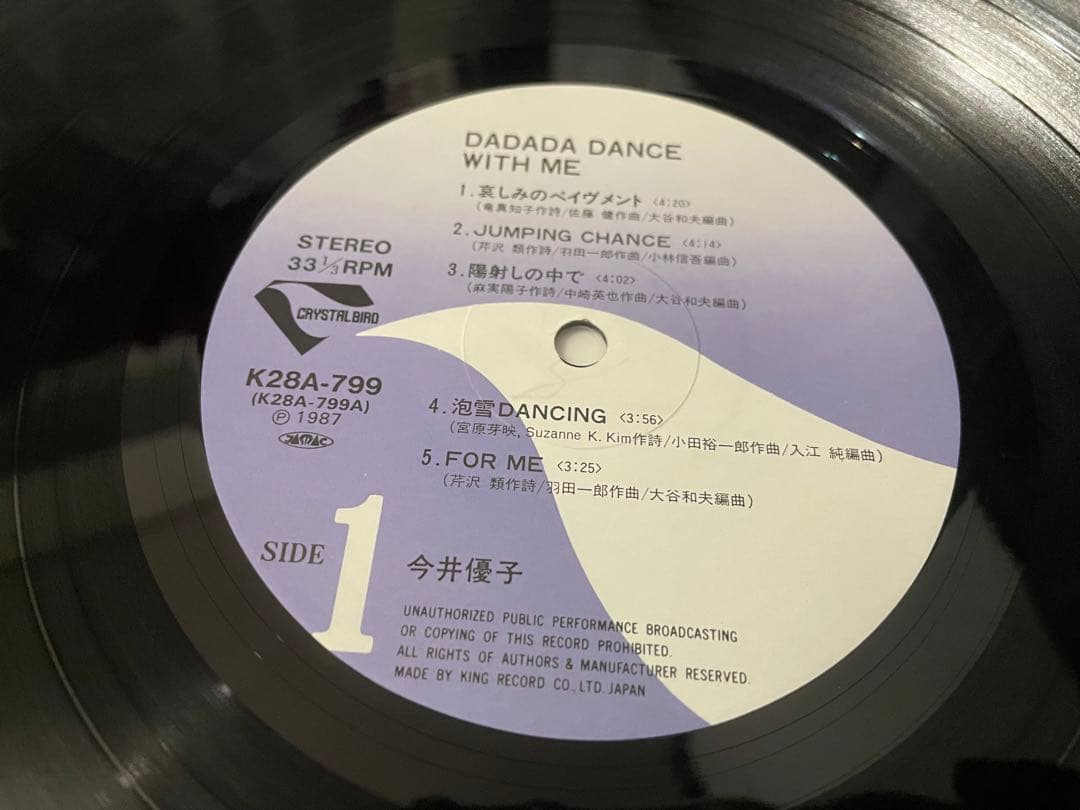 DADADA DANCE
WITH ME
1.哀しみのペイヴメント <4:20>
(竜真知子作詩/佐藤 健作曲/大谷和夫編曲)
2.JUMPING CHANCE <4:14>
(芹沢 類作詩/羽田一郎作曲/小林信吾編曲)
3.陽射しの中で <4:02>
(麻実陽子作詩/中崎英也作曲/大谷和夫編曲)
STEREO
33 1/3 RPM
CRYSTAL BIRD
K28A-799
(K28A-799A)
Ⓟ 1987
JASRAC
4.泡雪DANCING <3:56>
(宮原芽映, Suzanne K. Kim作詩/小田裕一郎作曲/入江 純編曲)
5.FOR ME <3:25>
(芹沢 類作詩/羽田一郎作曲/大谷和夫編曲)
SIDE 1
今井優子
UNAUTHORIZED PUBLIC PERFORMANCE BROADCASTING
OR COPYING OF THIS RECORD PROHIBITED.
ALL RIGHTS OF AUTHORS & MANUFACTURER RESERVED.
MADE BY KING RECORD CO., LTD. JAPAN